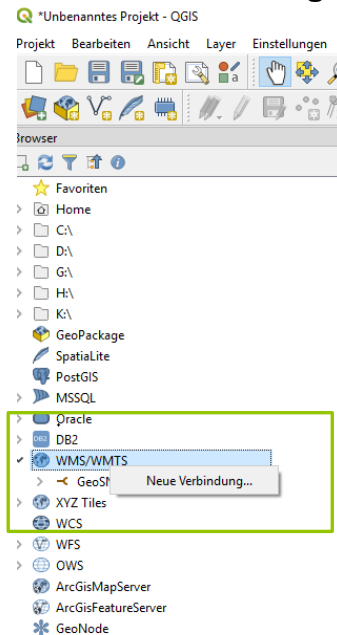 *Unbenanntes Projekt - QGIS
Projekt Bearbeiten Ansicht Layer Einstellungen
Browser
Favoriten
Home
C:\
D:\
G:\
H:\
K:\
GeoPackage
SpatiaLite
PostGIS
MSSQL
Oracle
DB2
WMS/WMTS
Neue Verbindung...
XYZ Tiles
WCS
WFS
OWS
ArcGisMapServer
ArcGisFeatureServer
GeoNode